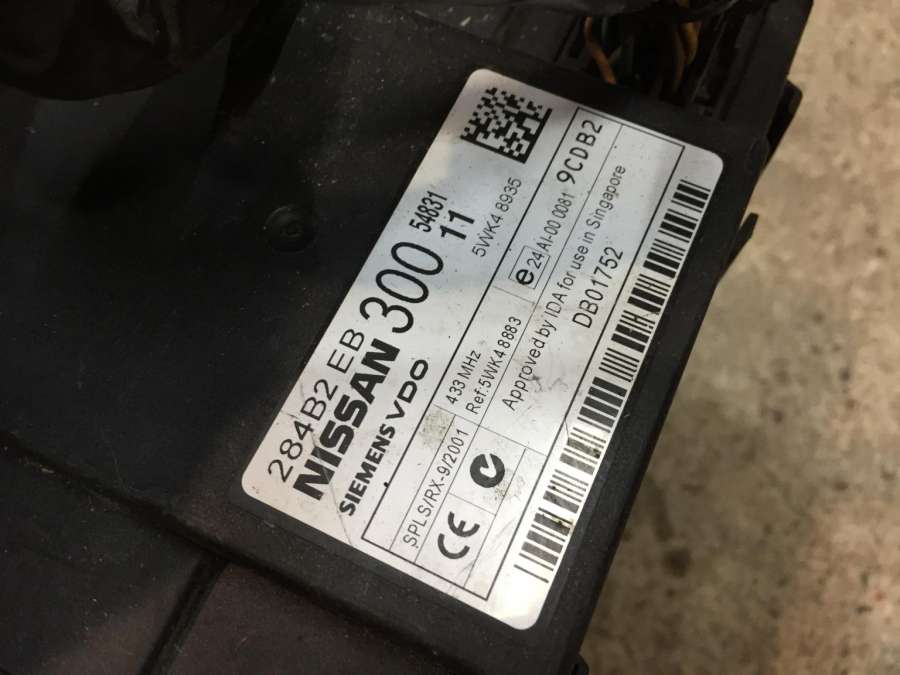 284B2 EB 300 54831
NISSAN 11
SIEMENS VDO 5WK4 8935
433 MHz
Ref:5WK4 8883
e24 AI-00 0081 9CDB2
SPLS/RX-9/2001
Approved by IDA for use in Singapore
CE
DB01752